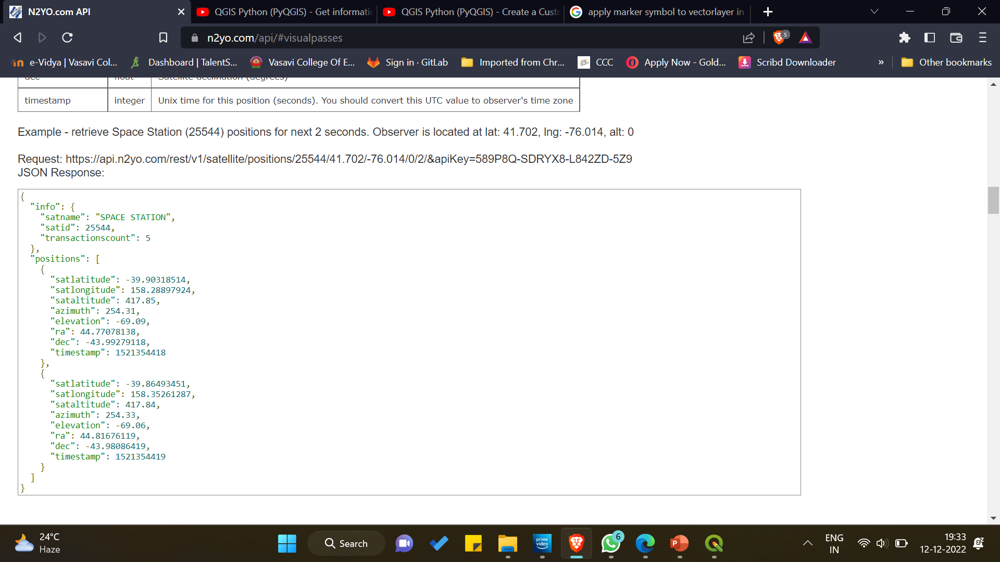 N2YO.com API
QGIS Python (PyQGIS) - Get informatic
QGIS Python (PyQGIS) - Create a Custo
apply marker symbol to vectorlayer in
n2yo.com/api/#visualpasses
5
e-Vidya | Vasavi Col...
Dashboard | TalentS...
Vasavi College Of E...
Sign in · GitLab
Imported from Chr...
CCC
Apply Now - Gold...
Scribd Downloader
»
Other bookmarks
dec float Satellite declination (degrees)
timestamp integer Unix time for this position (seconds). You should convert this UTC value to observer's time zone
Example - retrieve Space Station (25544) positions for next 2 seconds. Observer is located at lat: 41.702, lng: -76.014, alt: 0
Request: https://api.n2yo.com/rest/v1/satellite/positions/25544/41.702/-76.014/0/2/&apiKey=589P8Q-SDRYX8-L842ZD-5Z9
JSON Response:
{
"info": {
"satname": "SPACE STATION",
"satid": 25544,
"transactionscount": 5
},
"positions": [
{
"satlatitude": -39.90318514,
"satlongitude": 158.28897924,
"sataltitude": 417.85,
"azimuth": 254.31,
"elevation": -69.09,
"ra": 44.77078138,
"dec": -43.99279118,
"timestamp": 1521354418
},
{
"satlatitude": -39.86493451,
"satlongitude": 158.35261287,
"sataltitude": 417.84,
"azimuth": 254.33,
"elevation": -69.06,
"ra": 44.81676119,
"dec": -43.98086419,
"timestamp": 1521354419
}
]
}
24°C
Haze
Search
prime video
6
P
ENG
IN
19:33
12-12-2022